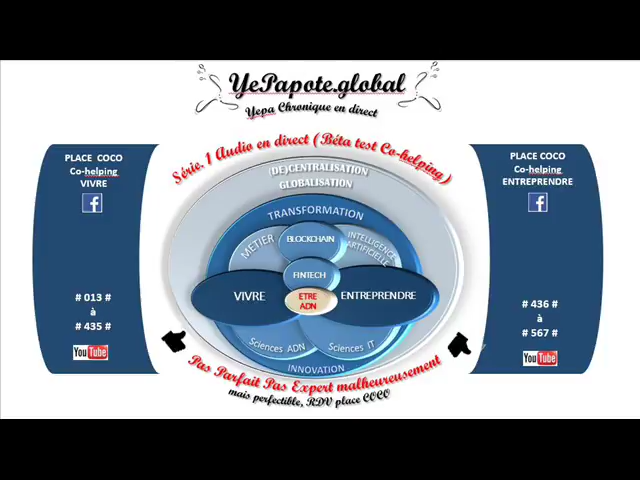 YePapote.global
Yepa Chronique en direct
Série. 1 Audio en direct (Béta test Co-helping)
PLACE COCO
Co-helping
VIVRE
# 013 #
à
# 435 #
YouTube
(DE)CENTRALISATION
GLOBALISATION
TRANSFORMATION
METIER
BLOCKCHAIN
INTELLIGENCE
ARTIFICIELLE
FINTECH
VIVRE
ETRE
ADN
ENTREPRENDRE
Sciences ADN
Sciences IT
INNOVATION
PLACE COCO
Co-helping
ENTREPRENDRE
# 436 #
à
# 567 #
YouTube
Pas Parfait Pas Expert malheureusement
mais perfectible, RDV place COCO